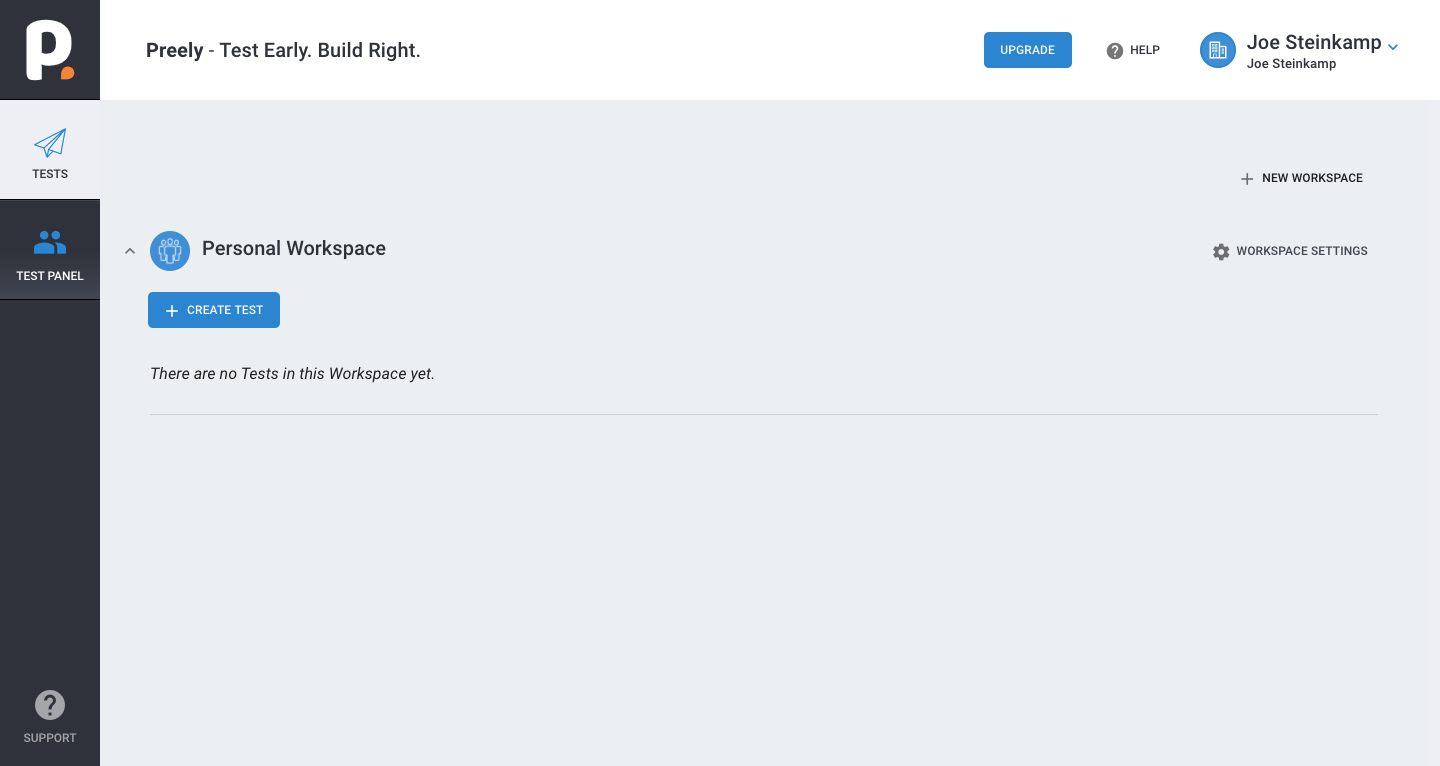 p.
Preely - Test Early. Build Right.
UPGRADE
HELP
Joe Steinkamp
Joe Steinkamp
TESTS
TEST PANEL
NEW WORKSPACE
Personal Workspace
WORKSPACE SETTINGS
CREATE TEST
There are no Tests in this Workspace yet.
SUPPORT